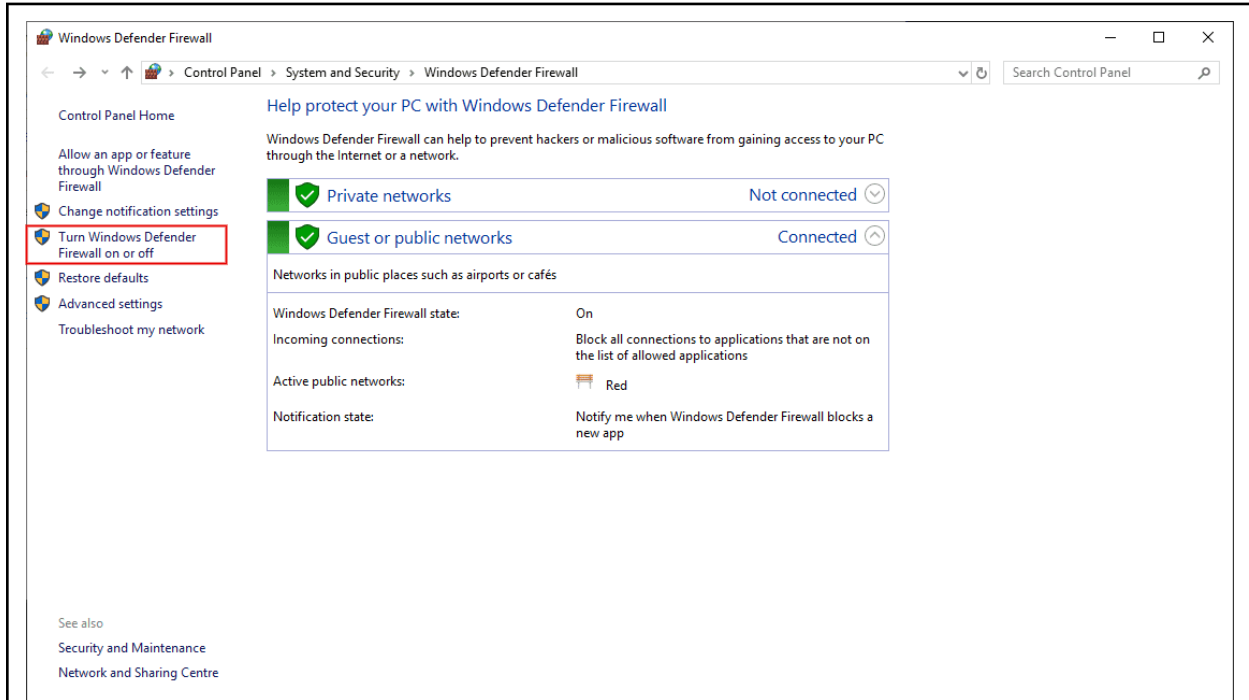 Windows Defender Firewall
Control Panel > System and Security > Windows Defender Firewall
Search Control Panel
Control Panel Home
Allow an app or feature
through Windows Defender
Firewall
Change notification settings
Turn Windows Defender
Firewall on or off
Restore defaults
Advanced settings
Troubleshoot my network
Help protect your PC with Windows Defender Firewall
Windows Defender Firewall can help to prevent hackers or malicious software from gaining access to your PC
through the Internet or a network.
Private networks Not connected
Guest or public networks Connected
Networks in public places such as airports or cafés
Windows Defender Firewall state: On
Incoming connections: Block all connections to applications that are not on
the list of allowed applications
Active public networks: Red
Notification state: Notify me when Windows Defender Firewall blocks a
new app
See also
Security and Maintenance
Network and Sharing Centre